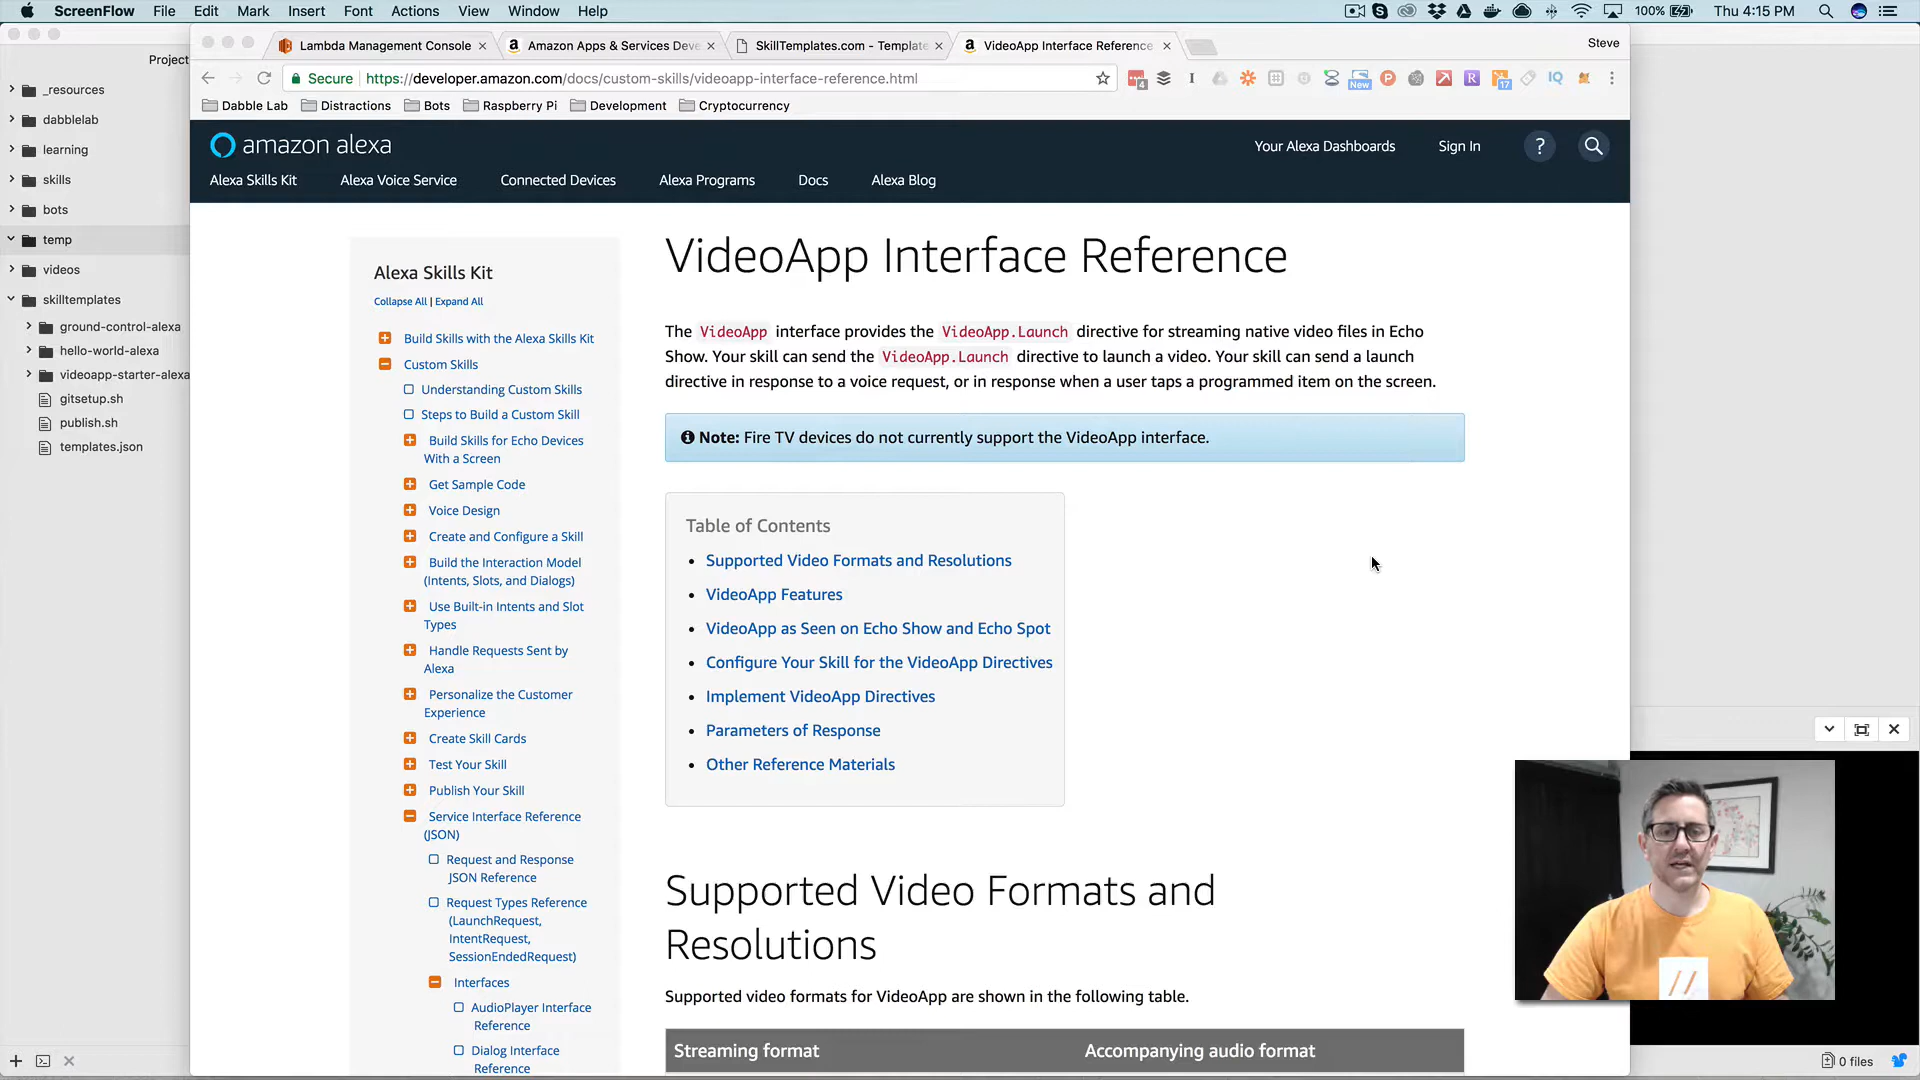 ScreenFlow File Edit Mark Insert Font Actions View Window Help 100% Thu 4:15 PM
Lambda Management Console
Amazon Apps & Services Deve
SkillTemplates.com - Template
VideoApp Interface Reference
Steve
Secure https://developer.amazon.com/docs/custom-skills/videoapp-interface-reference.html
4
New
17
IQ
Dabble Lab Distractions Bots Raspberry Pi Development Cryptocurrency
Project
_resources
dabblelab
learning
skills
bots
temp
videos
skilltemplates
ground-control-alexa
hello-world-alexa
videoapp-starter-alexa
gitsetup.sh
publish.sh
templates.json
amazon alexa
Your Alexa Dashboards Sign In ?
Alexa Skills Kit Alexa Voice Service Connected Devices Alexa Programs Docs Alexa Blog
Alexa Skills Kit
Collapse All | Expand All
Build Skills with the Alexa Skills Kit
Custom Skills
Understanding Custom Skills
Steps to Build a Custom Skill
Build Skills for Echo Devices
With a Screen
Get Sample Code
Voice Design
Create and Configure a Skill
Build the Interaction Model
(Intents, Slots, and Dialogs)
Use Built-in Intents and Slot
Types
Handle Requests Sent by
Alexa
Personalize the Customer
Experience
Create Skill Cards
Test Your Skill
Publish Your Skill
Service Interface Reference
(JSON)
Request and Response
JSON Reference
Request Types Reference
(LaunchRequest,
IntentRequest,
SessionEndedRequest)
Interfaces
AudioPlayer Interface
Reference
Dialog Interface
Reference
VideoApp Interface Reference
The VideoApp interface provides the VideoApp.Launch directive for streaming native video files in Echo
Show. Your skill can send the VideoApp.Launch directive to launch a video. Your skill can send a launch
directive in response to a voice request, or in response when a user taps a programmed item on the screen.
Note: Fire TV devices do not currently support the VideoApp interface.
Table of Contents
Supported Video Formats and Resolutions
VideoApp Features
VideoApp as Seen on Echo Show and Echo Spot
Configure Your Skill for the VideoApp Directives
Implement VideoApp Directives
Parameters of Response
Other Reference Materials
Supported Video Formats and
Resolutions
Supported video formats for VideoApp are shown in the following table.
Streaming format Accompanying audio format
//
0 files